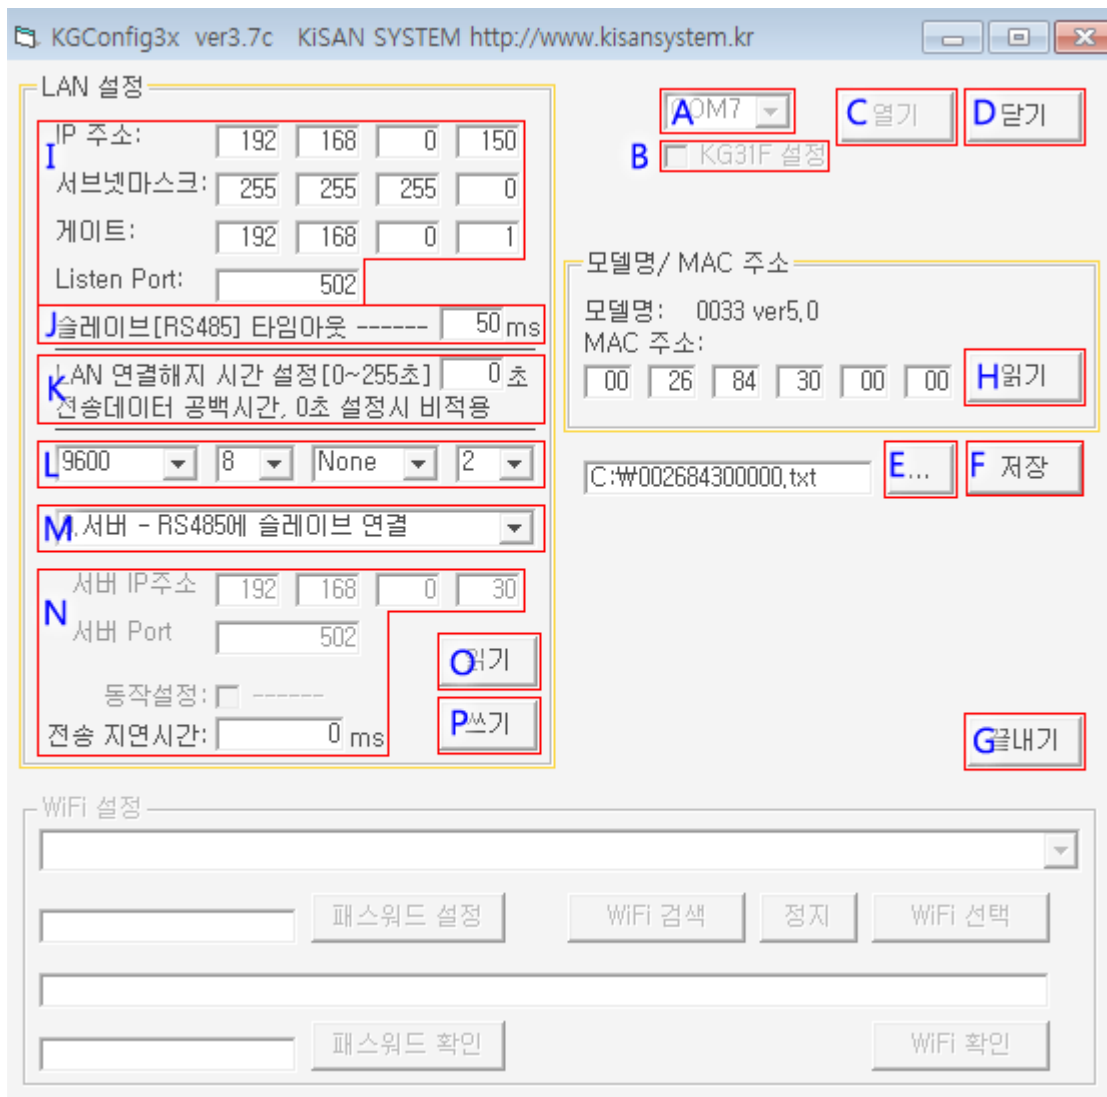 KGConfig3x ver3.7c KiSAN SYSTEM http://www.kisansystem.kr
LAN 설정
I IP 주소: 192 168 0 150
서브넷마스크: 255 255 255 0
게이트: 192 168 0 1
Listen Port: 502
J 슬레이브[RS485] 타임아웃 ------ 50 ms
K LAN 연결해지 시간 설정[0~255초] 0 초
전송데이터 공백시간, 0초 설정시 비적용
L 9600 8 None 2
M .서버 - RS485에 슬레이브 연결
N 서버 IP주소 192 168 0 30
서버 Port 502
동작설정: ------
전송 지연시간: 0 ms
O 읽기
P 쓰기
A COM7
B KG31F 설정
C 열기
D 닫기
모델명/ MAC 주소
모델명: 0033 ver5.0
MAC 주소:
00 26 84 30 00 00
H 읽기
C:₩002684300000.txt
E ...
F 저장
G 끝내기
WiFi 설정
패스워드 설정 WiFi 검색 정지 WiFi 선택
패스워드 확인 WiFi 확인